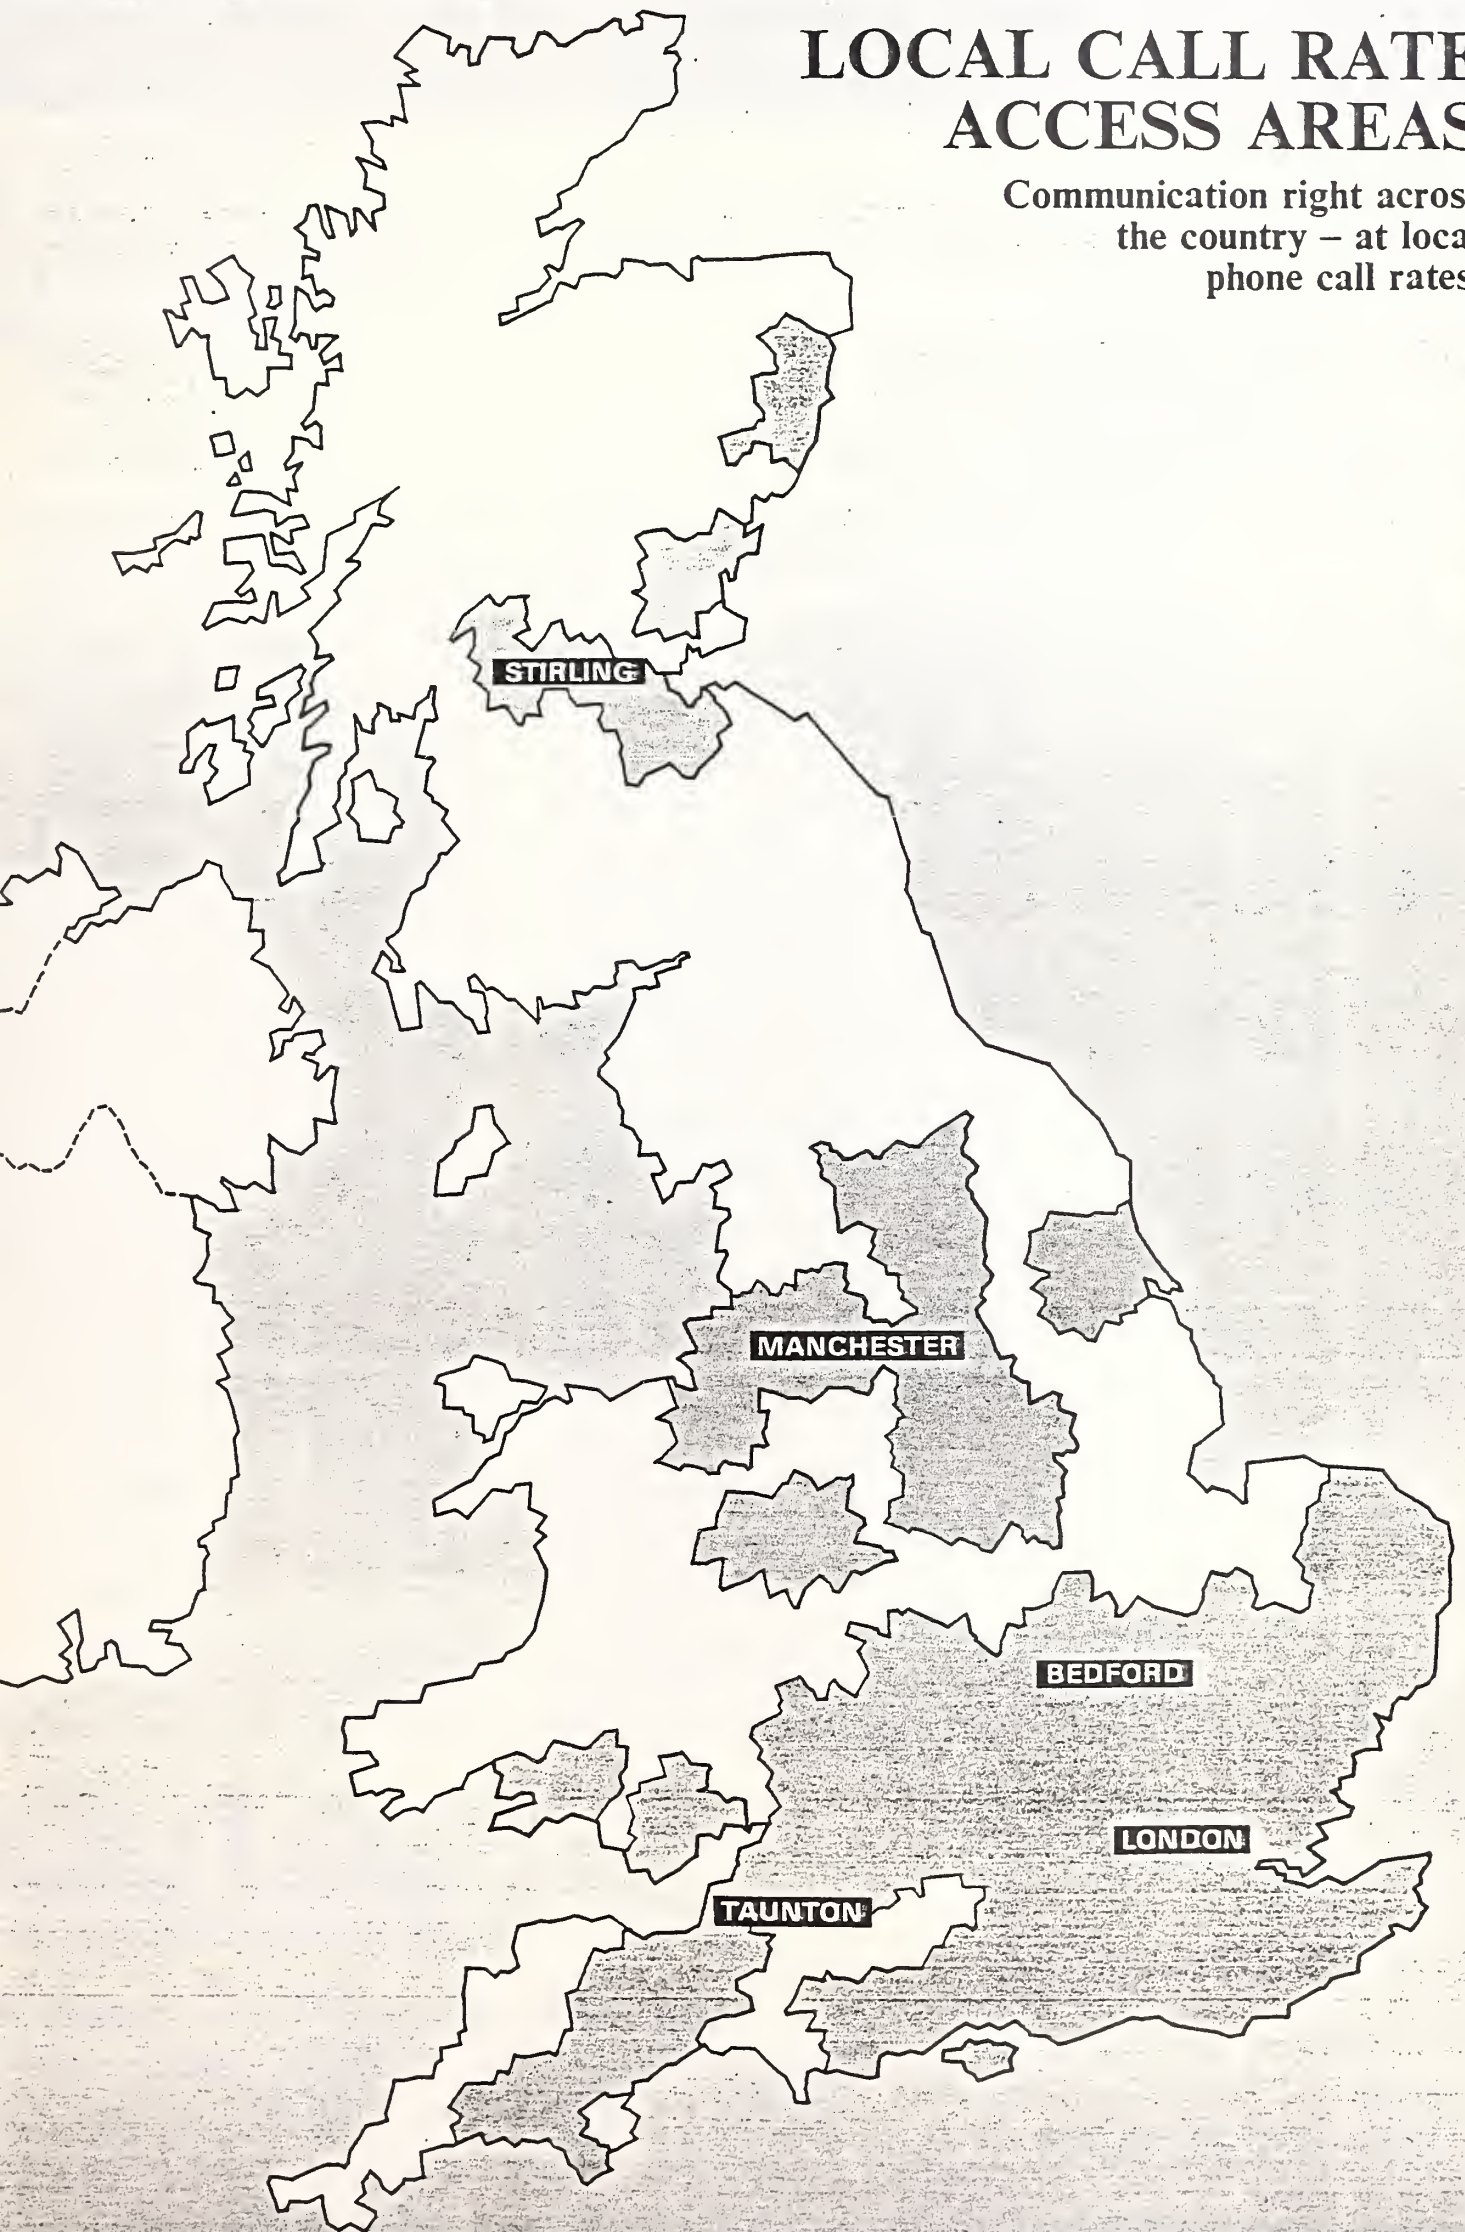 LOCAL CALL RATE
ACCESS AREAS
Communication right acros
the country – at loca
phone call rates
STIRLING
MANCHESTER
BEDFORD
LONDON
TAUNTON